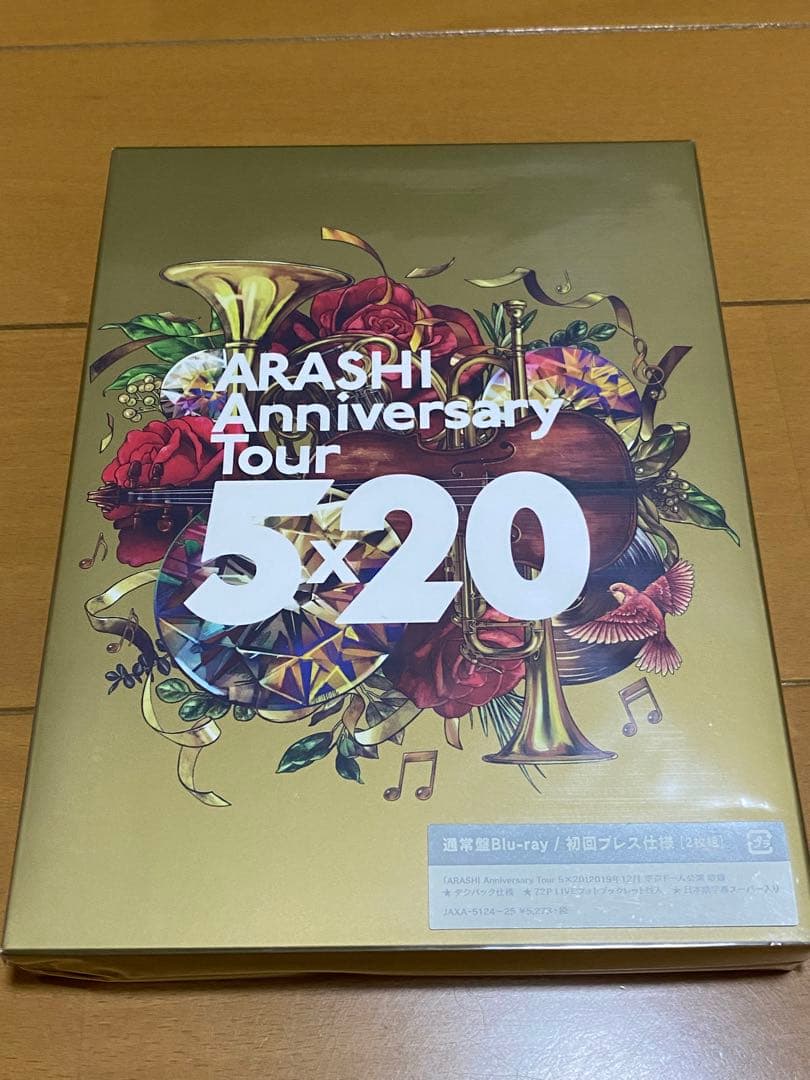 ARASHI
Anniversary
Tour
5×20
通常盤Blu-ray / 初回プレス仕様 [2枚組]
プラ
「ARASHI Anniversary Tour 5×20」2019年12月 東京ドーム公演 収録
★ デジパック仕様 ★ 72P LIVEフォトブックレット封入 ★ 日本語字幕スーパー入り
JAXA-5124~25 ¥5,273+税